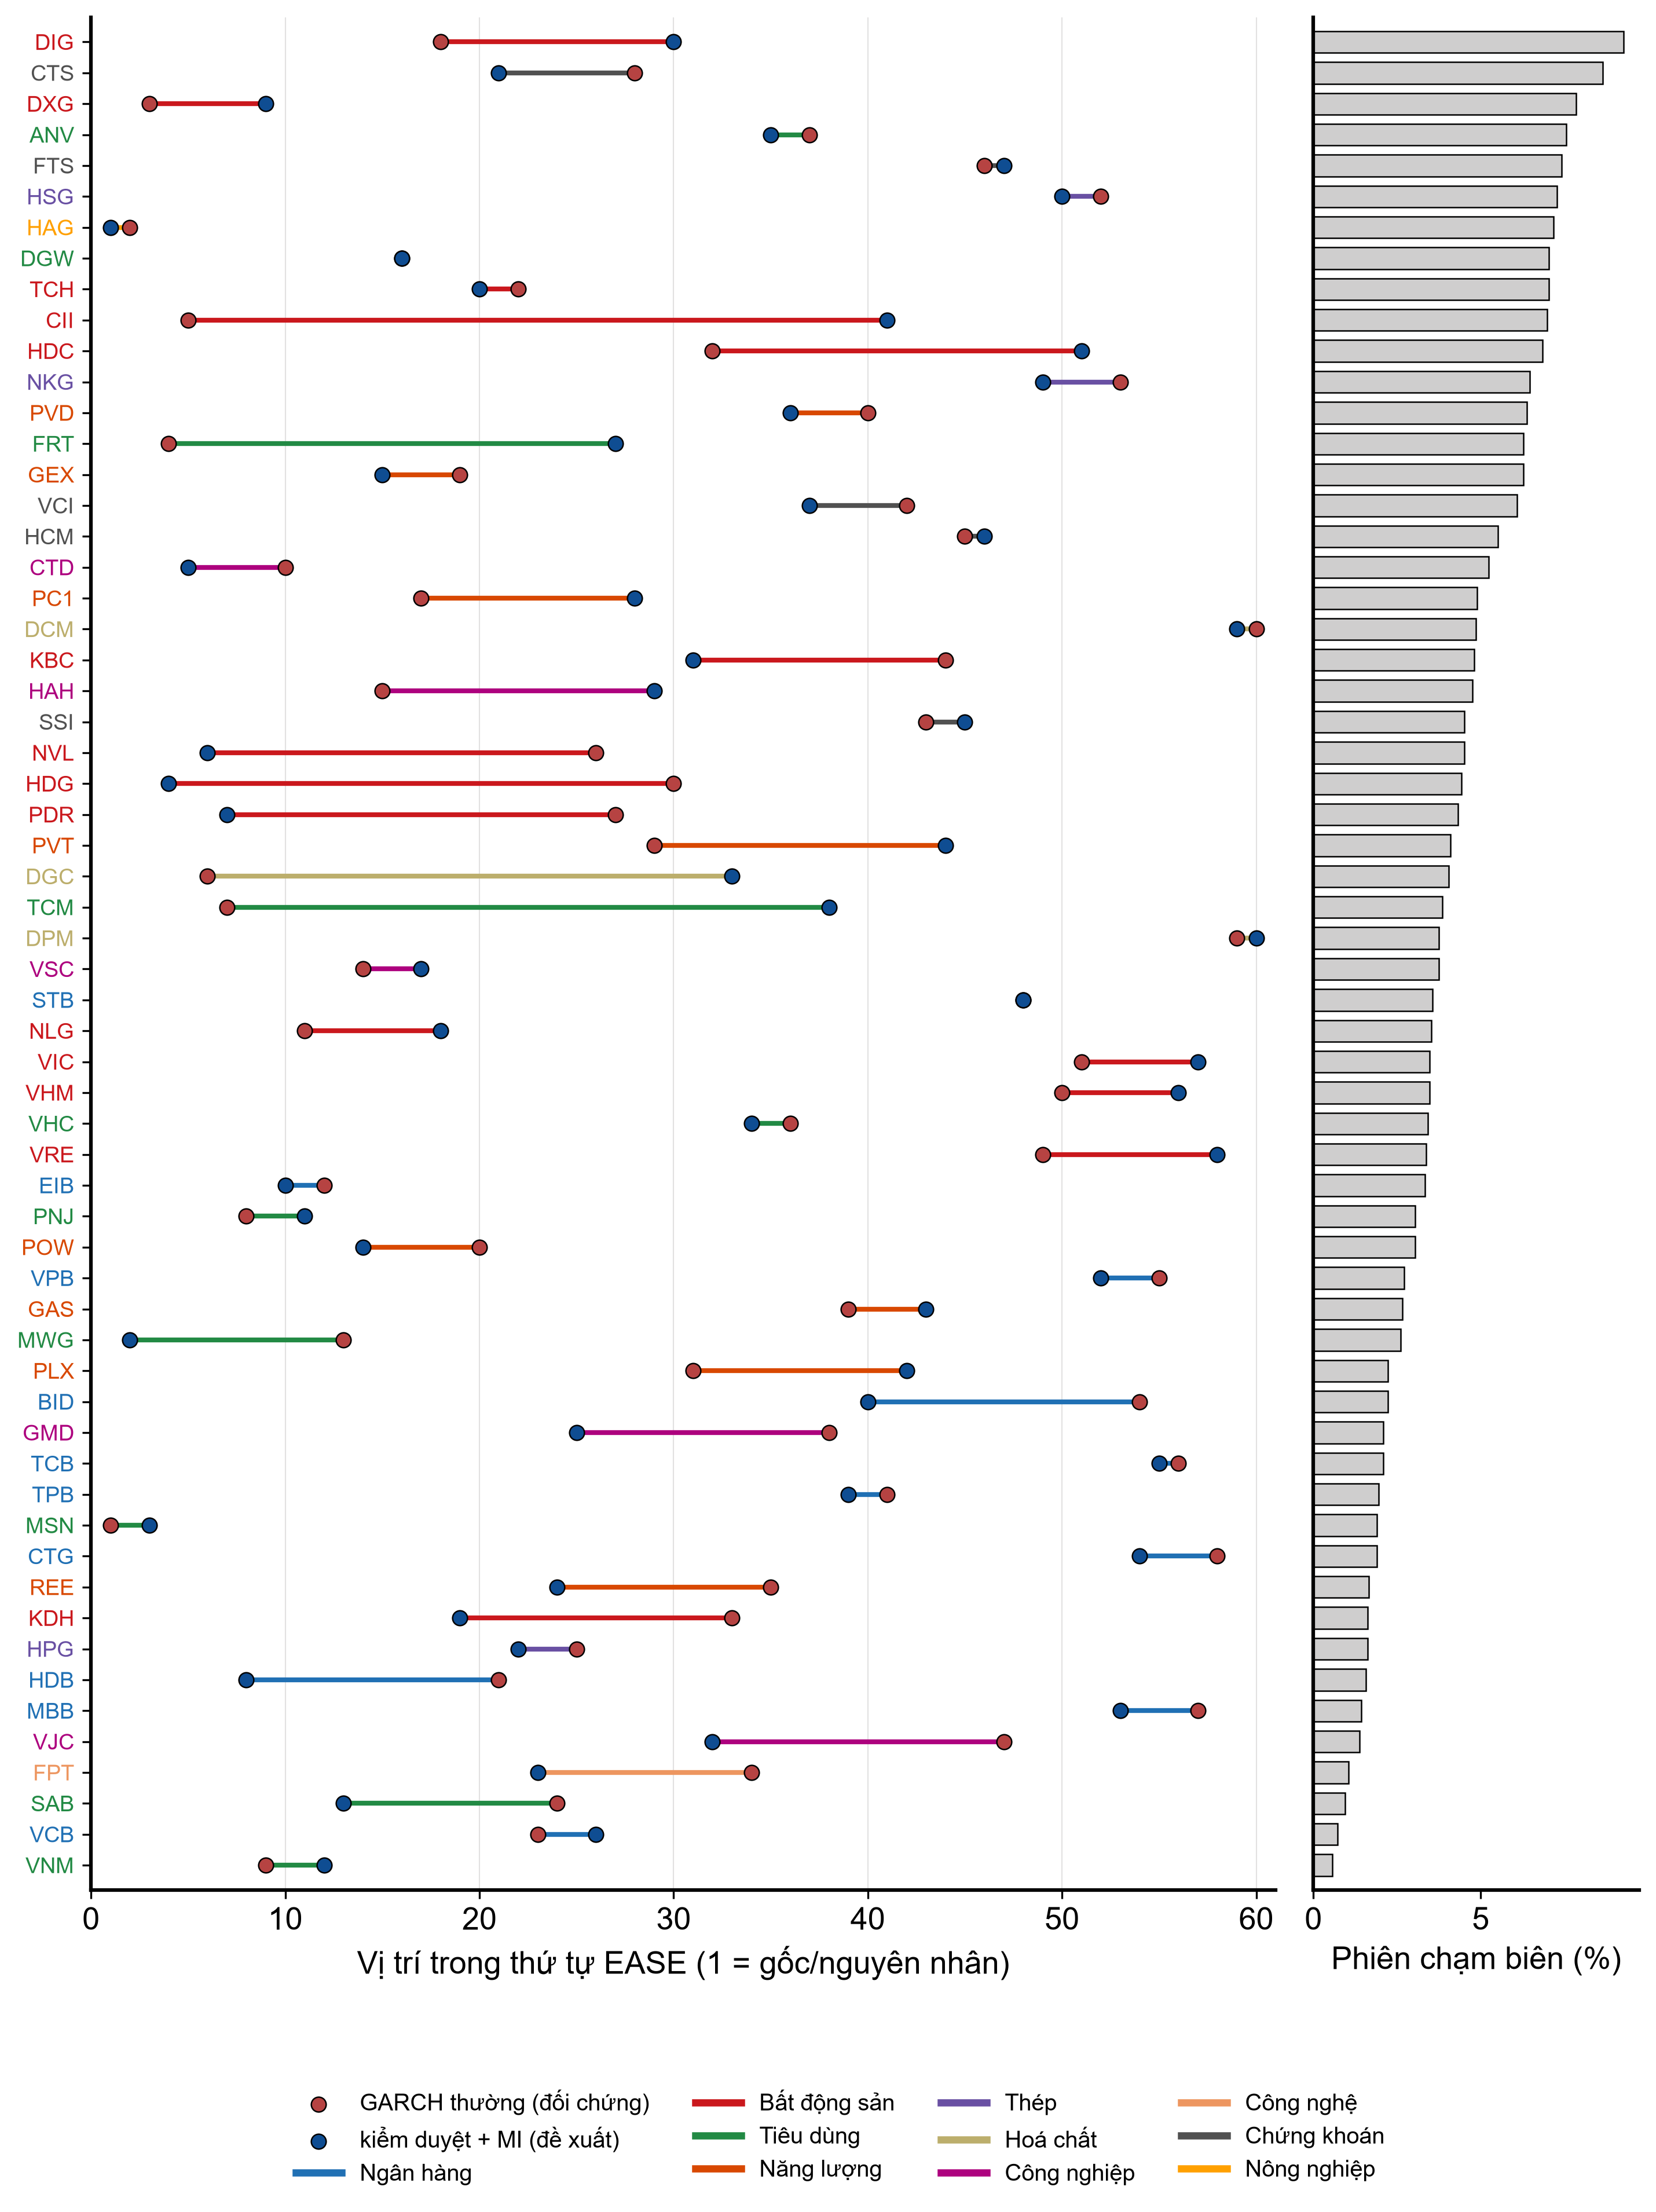 DIG
CTS
DXG
ANV
FTS
HSG
HAG
DGW
TCH
CII
HDC
NKG
PVD
FRT
GEX
VCI
HCM
CTD
PC1
DCM
KBC
HAH
SSI
NVL
HDG
PDR
PVT
DGC
TCM
DPM
VSC
STB
NLG
VIC
VHM
VHC
VRE
EIB
PNJ
POW
VPB
GAS
MWG
PLX
BID
GMD
TCB
TPB
MSN
CTG
REE
KDH
HPG
HDB
MBB
VJC
FPT
SAB
VCB
VNM
0 10 20 30 40 50 60
Vị trí trong thứ tự EASE (1 = gốc/nguyên nhân)
0 5
Phiên chạm biên (%)
GARCH thường (đối chứng)
kiểm duyệt + MI (đề xuất)
Ngân hàng
Bất động sản
Tiêu dùng
Năng lượng
Thép
Hoá chất
Công nghiệp
Công nghệ
Chứng khoán
Nông nghiệp